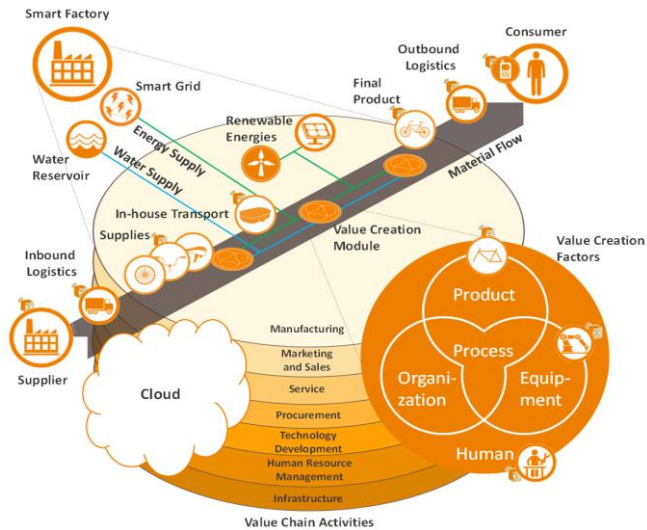 Smart Factory
Consumer
Outbound
Logistics
Final
Product
Smart Grid
Renewable
Energies
Energy Supply
Water Supply
Material Flow
Water
Reservoir
In-house Transport
Supplies
Value Creation
Module
Inbound
Logistics
Value Creation
Factors
Supplier
Cloud
Manufacturing
Marketing
and Sales
Service
Procurement
Technology
Development
Human Resource
Management
Infrastructure
Value Chain Activities
Product
Process
Organi-
zation
Equip-
ment
Human